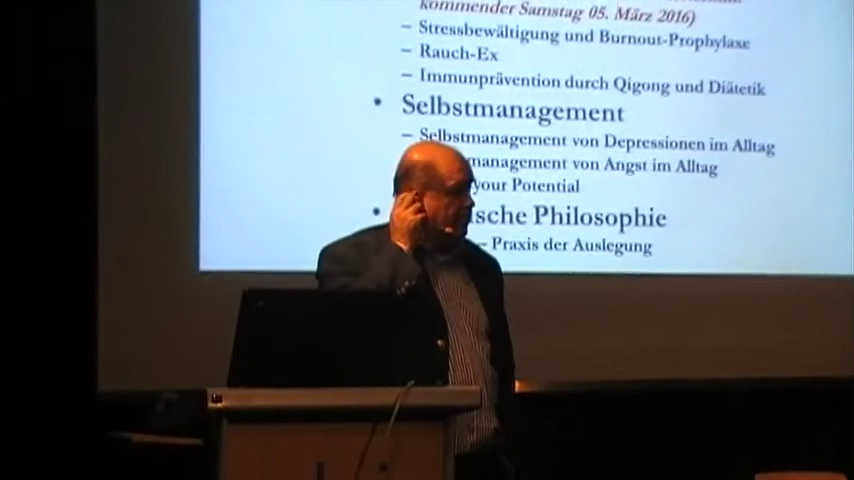 kommender Samstag 05. März 2016)
– Stressbewältigung und Burnout-Prophylaxe
– Rauch-Ex
– Immunprävention durch Qigong und Diätetik
• Selbstmanagement
– Selbstmanagement von Depressionen im Alltag
management von Angst im Alltag
your Potential
• ische Philosophie
– Praxis der Auslegung